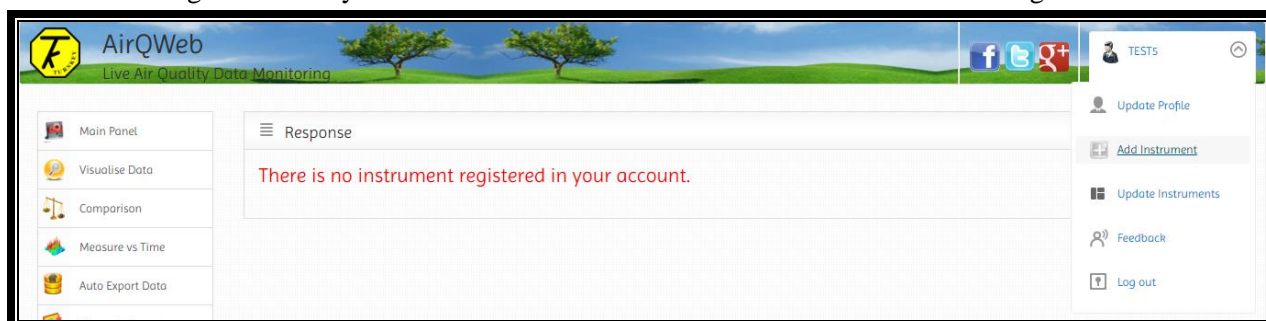 AirQWeb
Live Air Quality Data Monitoring
TURNKEY
TEST5
Update Profile
Add Instrument
Update Instruments
Feedback
Log out
Main Panel
Visualise Data
Comparison
Measure vs Time
Auto Export Data
Response
There is no instrument registered in your account.